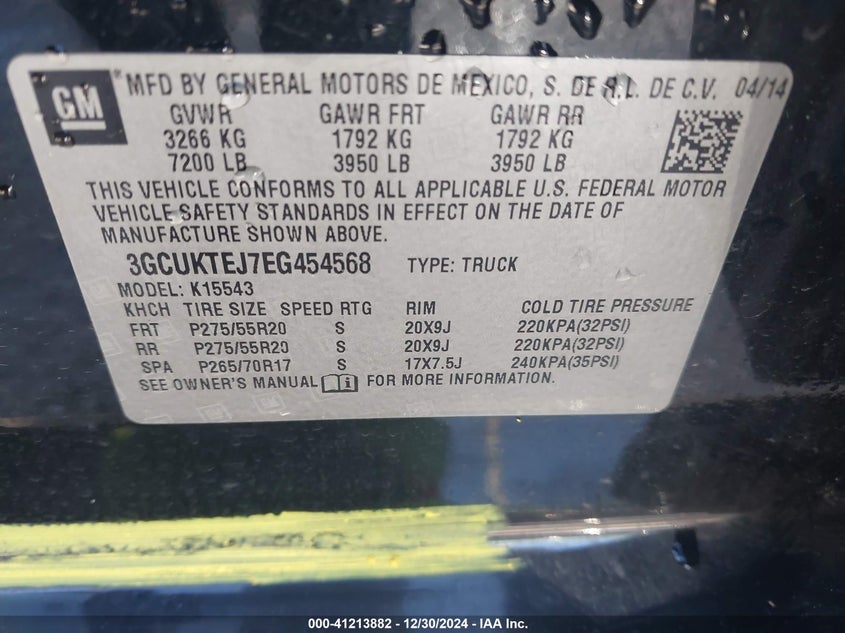 GM
® MFD BY GENERAL MOTORS DE MEXICO, S. DE R.L. DE C.V. 04/14
GVWR GAWR FRT GAWR RR
3266 KG 1792 KG 1792 KG
7200 LB 3950 LB 3950 LB
THIS VEHICLE CONFORMS TO ALL APPLICABLE U.S. FEDERAL MOTOR
VEHICLE SAFETY STANDARDS IN EFFECT ON THE DATE OF
MANUFACTURE SHOWN ABOVE.
3GCUKTEJ7EG454568 TYPE: TRUCK
MODEL: K15543
KHCH TIRE SIZE SPEED RTG RIM COLD TIRE PRESSURE
FRT P275/55R20 S 20X9J 220KPA(32PSI)
RR P275/55R20 S 20X9J 220KPA(32PSI)
SPA P265/70R17 S 17X7.5J 240KPA(35PSI)
SEE OWNER'S MANUAL FOR MORE INFORMATION.
000-41213882 - 12/30/2024 - IAA Inc.